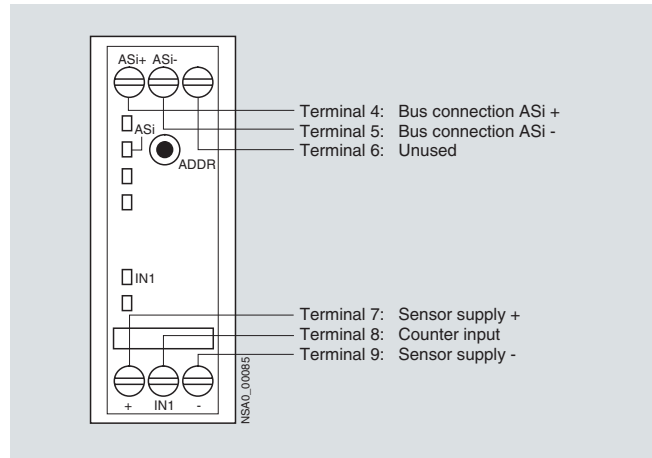 ASi+ ASi-
Terminal 4: Bus connection ASi +
Terminal 5: Bus connection ASi -
Terminal 6: Unused
ASi
ADDR
IN1
Terminal 7: Sensor supply +
Terminal 8: Counter input
Terminal 9: Sensor supply -
+ IN1 -
NSA0_00085